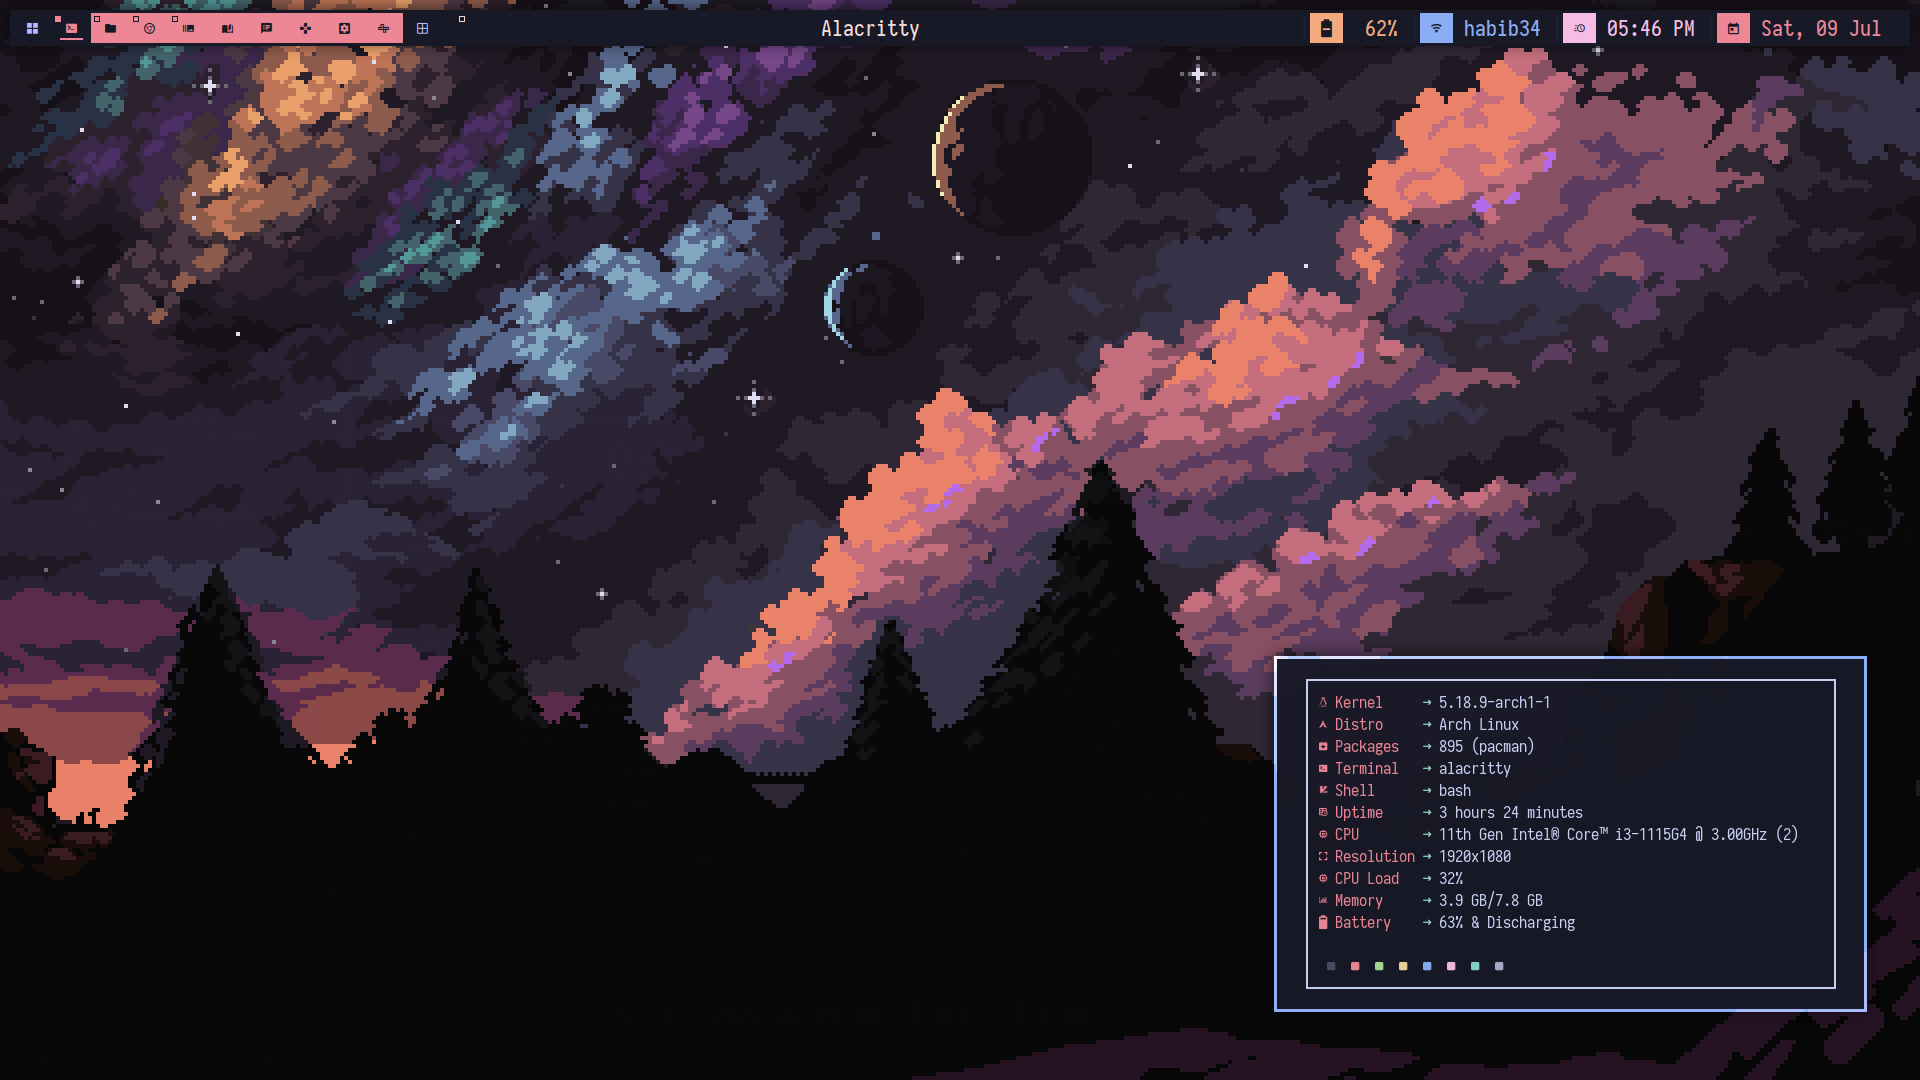 Alacritty
62%
habib34
05:46 PM
Sat, 09 Jul
Kernel → 5.18.9-arch1-1
Distro → Arch Linux
Packages → 895 (pacman)
Terminal → alacritty
Shell → bash
Uptime → 3 hours 24 minutes
CPU → 11th Gen Intel® Core™ i3-1115G4 @ 3.00GHz (2)
Resolution → 1920x1080
CPU Load → 32%
Memory → 3.9 GB/7.8 GB
Battery → 63% & Discharging